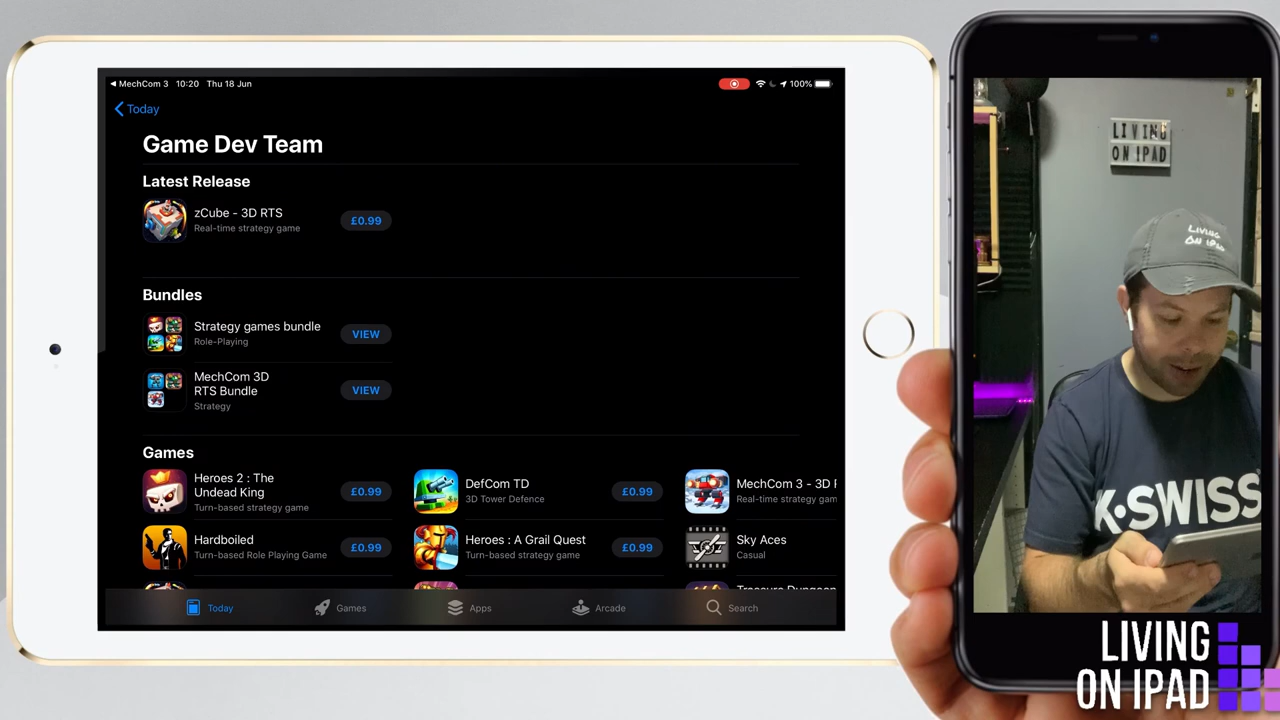 ◀ MechCom 3 10:20 Thu 18 Jun
100%
Today
Game Dev Team
Latest Release
zCube - 3D RTS
Real-time strategy game
£0.99
Bundles
Strategy games bundle
Role-Playing
VIEW
MechCom 3D
RTS Bundle
Strategy
VIEW
Games
Heroes 2 : The
Undead King
Turn-based strategy game
£0.99
DefCom TD
3D Tower Defence
£0.99
MechCom 3 - 3D
Real-time strategy gam
Hardboiled
Turn-based Role Playing Game
£0.99
Heroes : A Grail Quest
Turn-based strategy game
£0.99
Sky Aces
Casual
Today
Games
Apps
Arcade
Search
LIVING
ON IPAD
LIVING
ON IPAD
K·SWISS
LIVING
ON IPAD